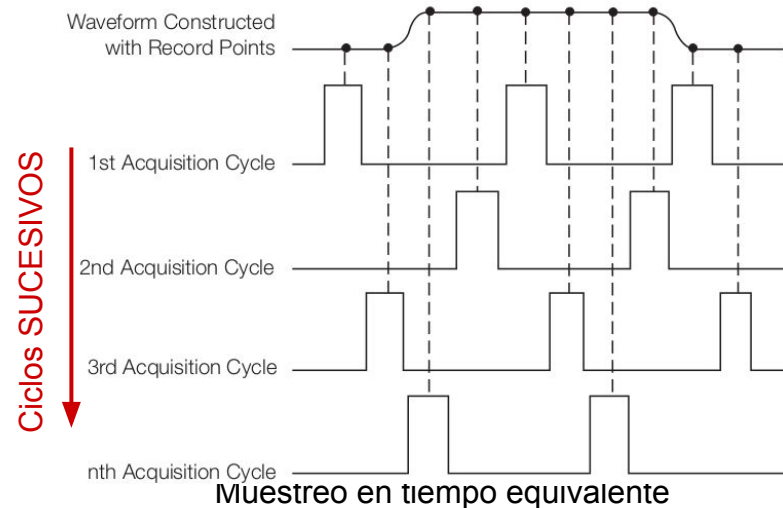 Waveform Constructed
with Record Points
1st Acquisition Cycle
2nd Acquisition Cycle
3rd Acquisition Cycle
nth Acquisition Cycle
Ciclos SUCESIVOS
Muestreo en tiempo equivalente